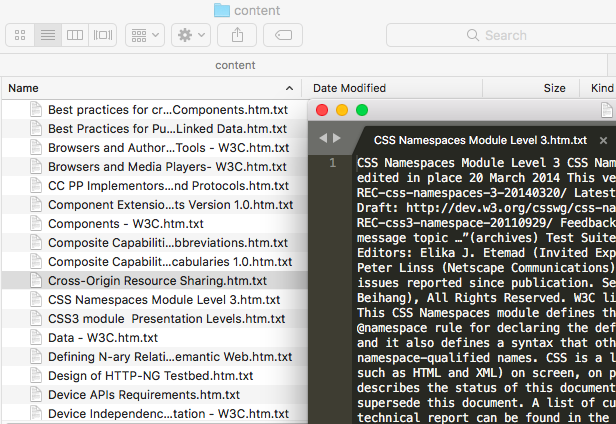 content
Search
content
Name
Date Modified
Size
Kind
Best practices for cr...Components.htm.txt
Best Practices for Pu...Linked Data.htm.txt
Browsers and Author...Tools - W3C.htm.txt
Browsers and Media Players- W3C.htm.txt
CC PP Implementors...nd Protocols.htm.txt
Component Extensio...ts Version 1.0.htm.txt
Components - W3C.htm.txt
Composite Capabiliti...bbreviations.htm.txt
Composite Capabiliti...cabularies 1.0.htm.txt
Cross-Origin Resource Sharing.htm.txt
CSS Namespaces Module Level 3.htm.txt
CSS3 module  Presentation Levels.htm.txt
Data - W3C.htm.txt
Defining N-ary Relati...emantic Web.htm.txt
Design of HTTP-NG Testbed.htm.txt
Device APIs Requirements.htm.txt
Device Independenc...tation - W3C.htm.txt
CSS Namespaces Module Level 3.htm.txt
1 CSS Namespaces Module Level 3 CSS Nam
edited in place 20 March 2014 This ve
REC-css-namespaces-3-20140320/ Latest
Draft: http://dev.w3.org/csswg/css-na
REC-css3-namespace-20110929/ Feedback
message topic …"(archives) Test Suite
Editors: Elika J. Etemad (Invited Exp
Peter Linss (Netscape Communications)
issues reported since publication. Se
Beihang), All Rights Reserved. W3C li
This CSS Namespaces module defines th
@namespace rule for declaring the def
and it also defines a syntax that oth
namespace-qualified names. CSS is a l
such as HTML and XML) on screen, on p
describes the status of this document
supersede this document. A list of cu
technical report can be found in the